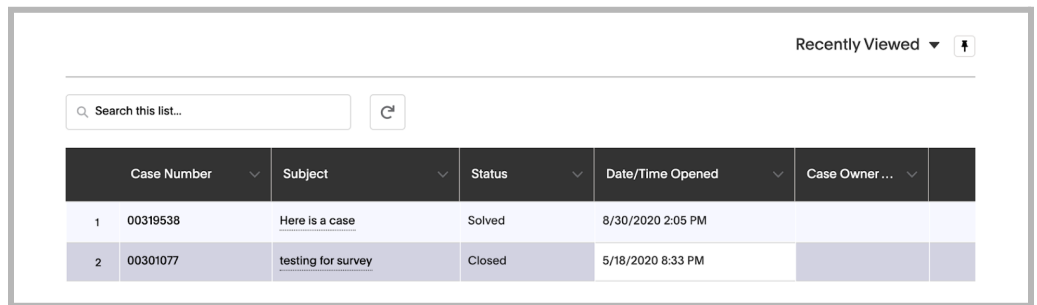 Recently Viewed
Search this list...
Case Number Subject Status Date/Time Opened Case Owner ...
1 00319538 Here is a case Solved 8/30/2020 2:05 PM
2 00301077 testing for survey Closed 5/18/2020 8:33 PM